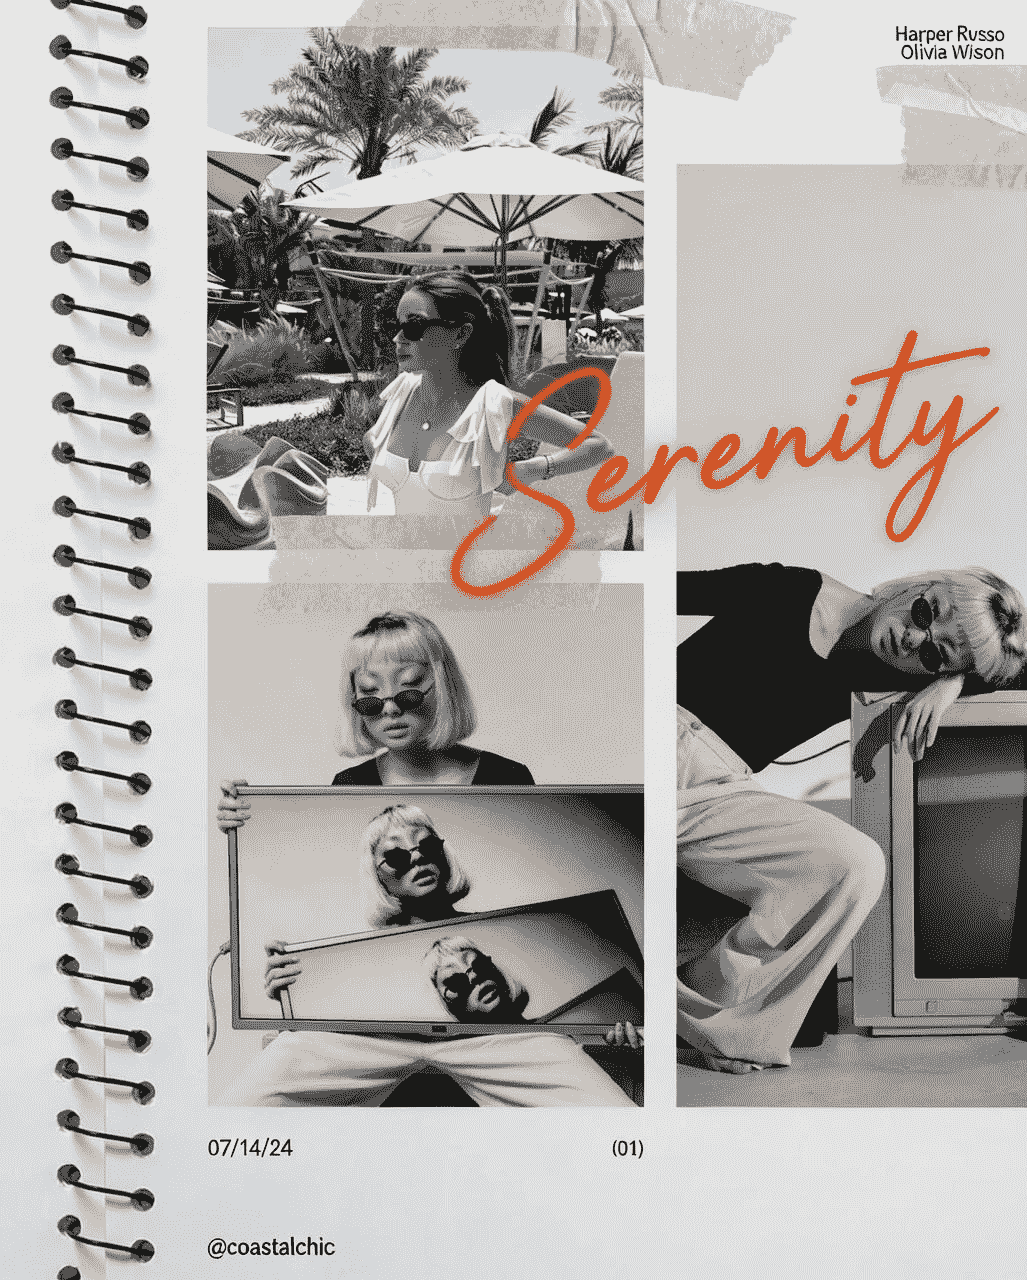 Harper Russo
Olivia Wison
Serenity
07/14/24
(01)
@coastalchic